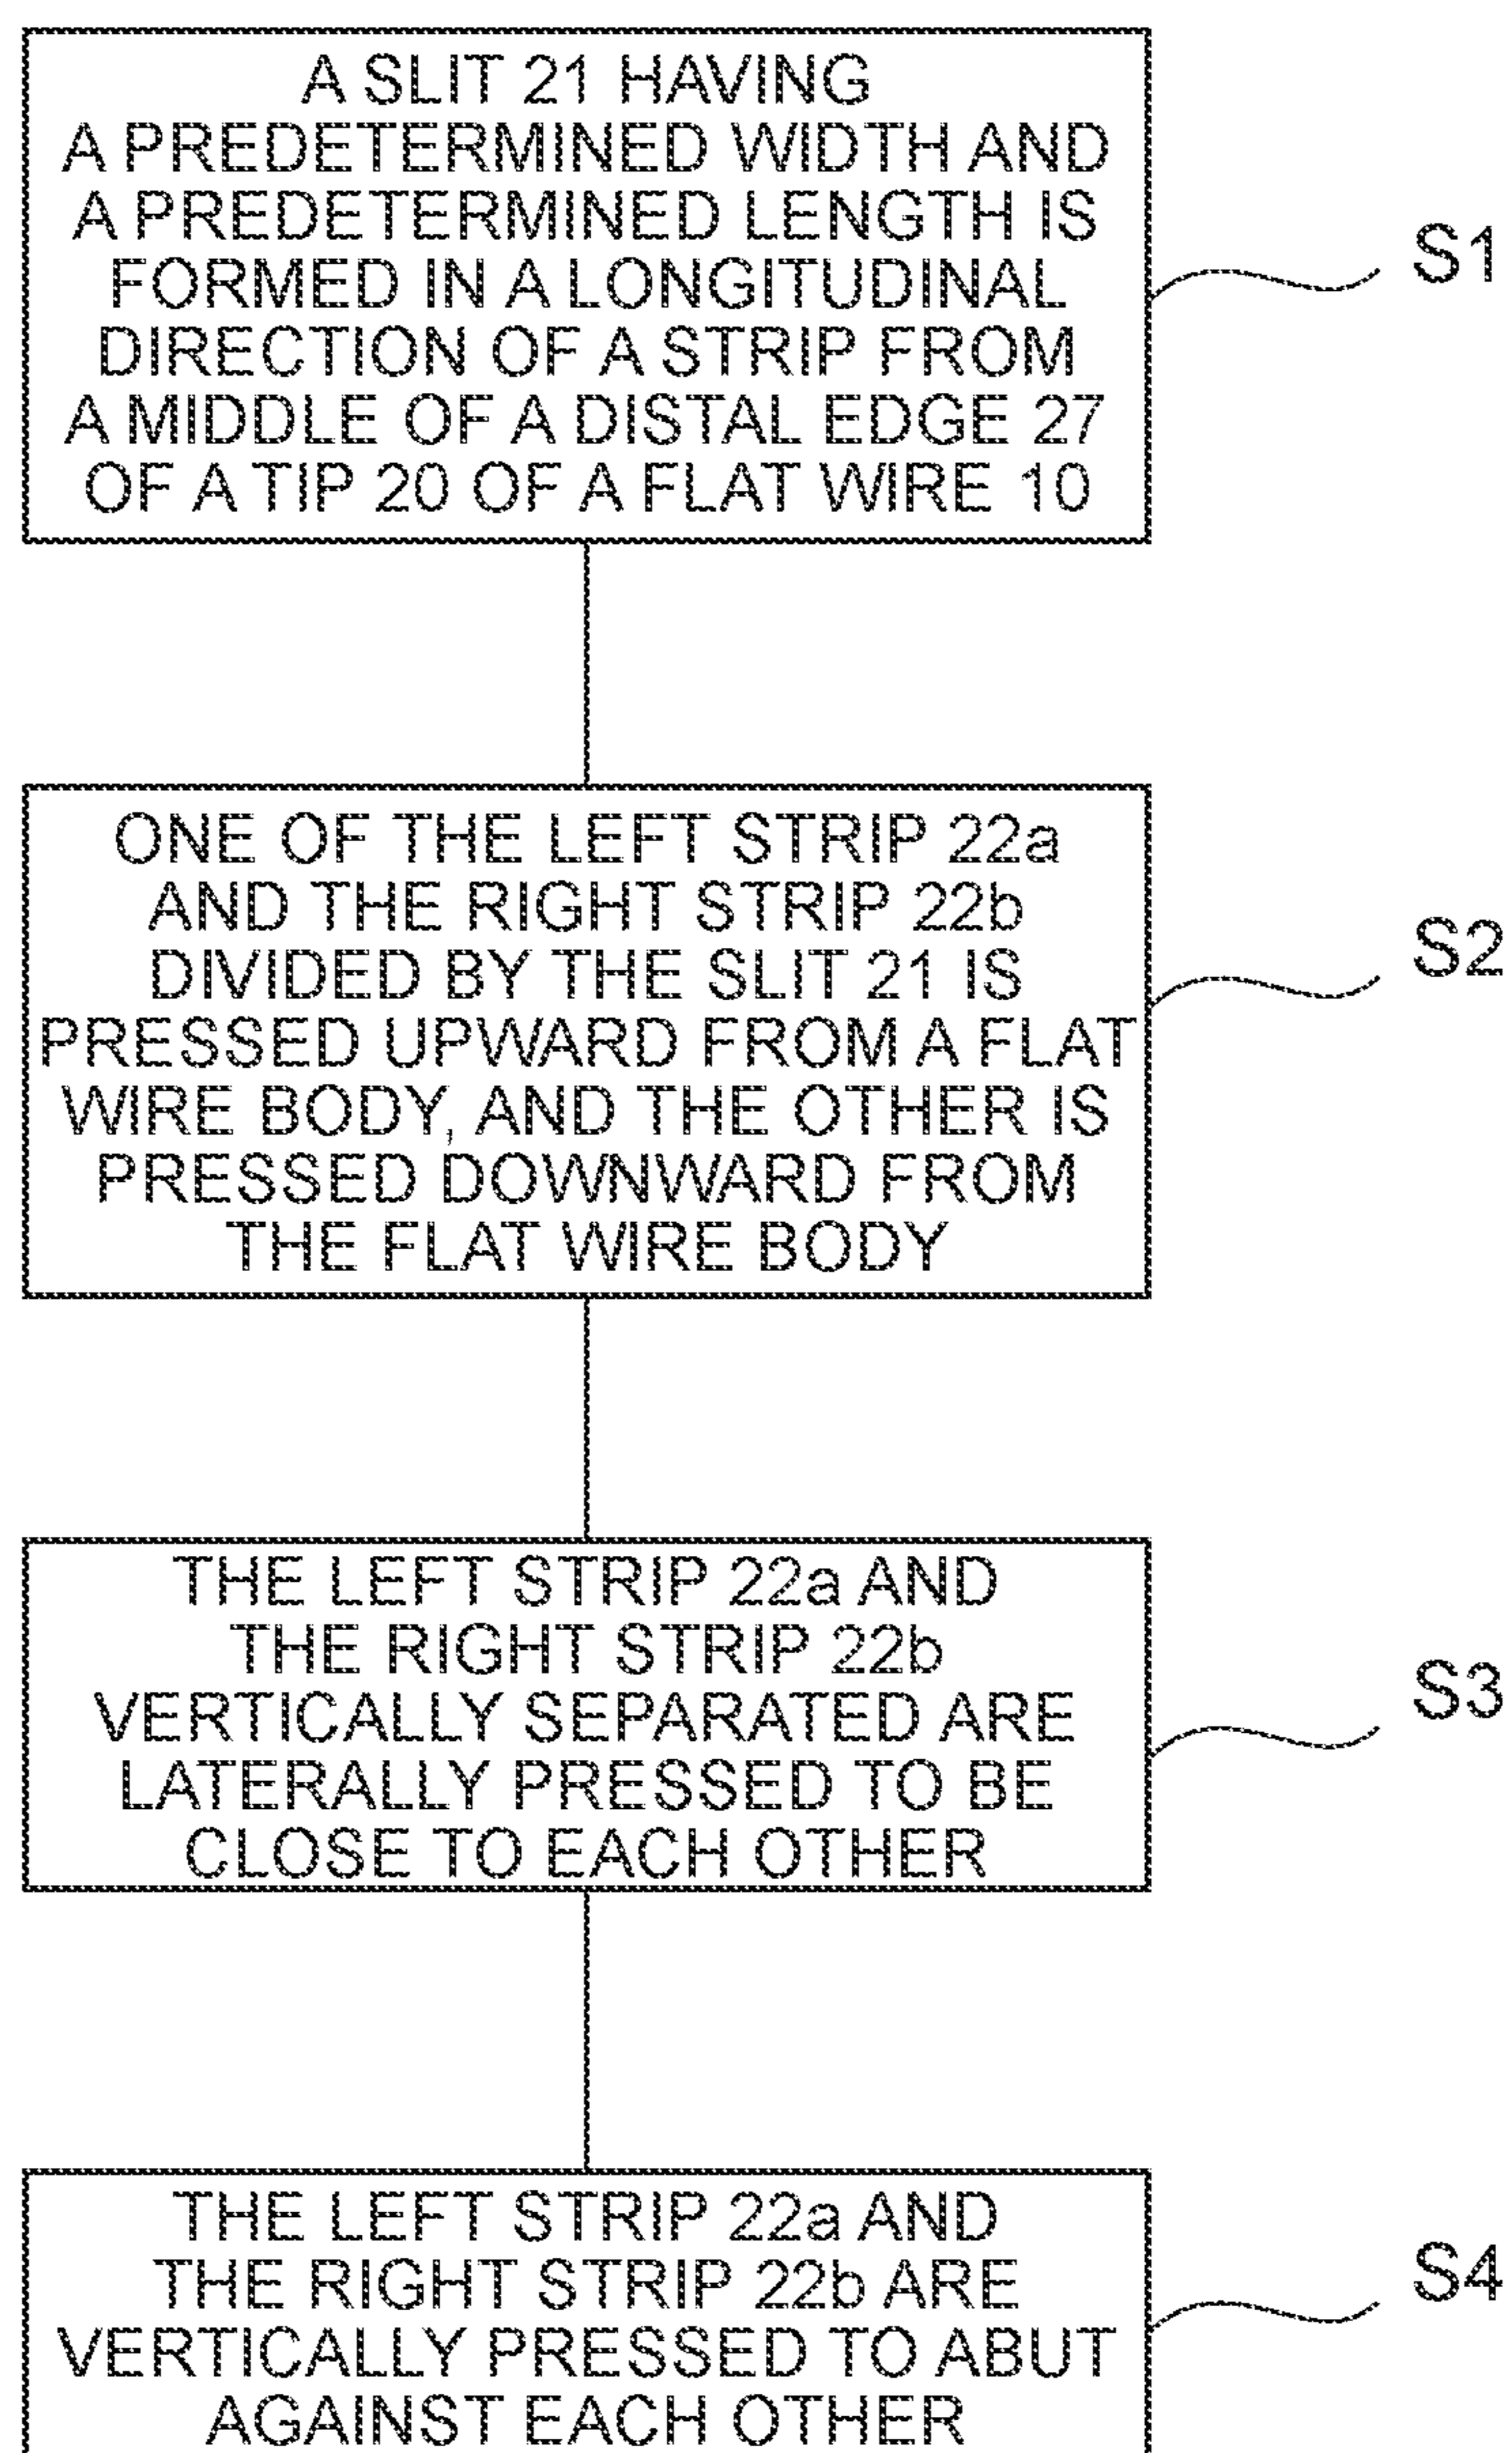 A SLIT 21 HAVING
A PREDETERMINED WIDTH AND
A PREDETERMINED LENGTH IS
FORMED IN A LONGITUDINAL
DIRECTION OF A STRIP FROM
A MIDDLE OF A DISTAL EDGE 27
OF A TIP 20 OF A FLAT WIRE 10
S1
ONE OF THE LEFT STRIP 22a
AND THE RIGHT STRIP 22b
DIVIDED BY THE SLIT 21 IS
PRESSED UPWARD FROM A FLAT
WIRE BODY, AND THE OTHER IS
PRESSED DOWNWARD FROM
THE FLAT WIRE BODY
S2
THE LEFT STRIP 22a AND
THE RIGHT STRIP 22b
VERTICALLY SEPARATED ARE
LATERALLY PRESSED TO BE
CLOSE TO EACH OTHER
S3
THE LEFT STRIP 22a AND
THE RIGHT STRIP 22b ARE
VERTICALLY PRESSED TO ABUT
AGAINST EACH OTHER
S4